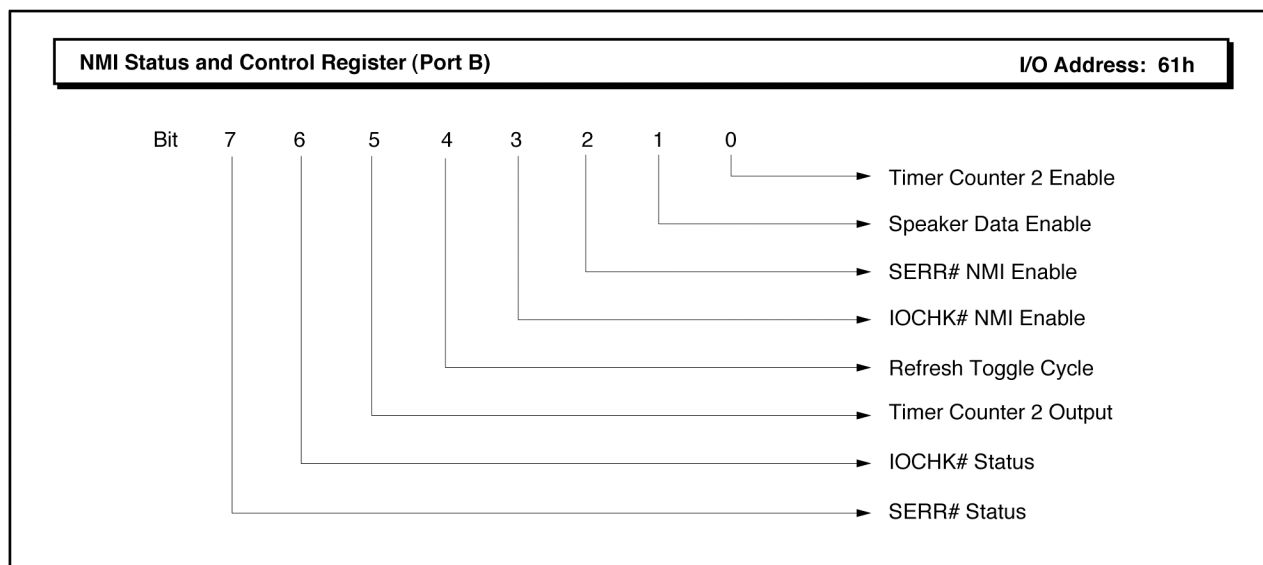 NMI Status and Control Register (Port B) I/O Address: 61h
Bit 7 6 5 4 3 2 1 0
Timer Counter 2 Enable
Speaker Data Enable
SERR# NMI Enable
IOCHK# NMI Enable
Refresh Toggle Cycle
Timer Counter 2 Output
IOCHK# Status
SERR# Status